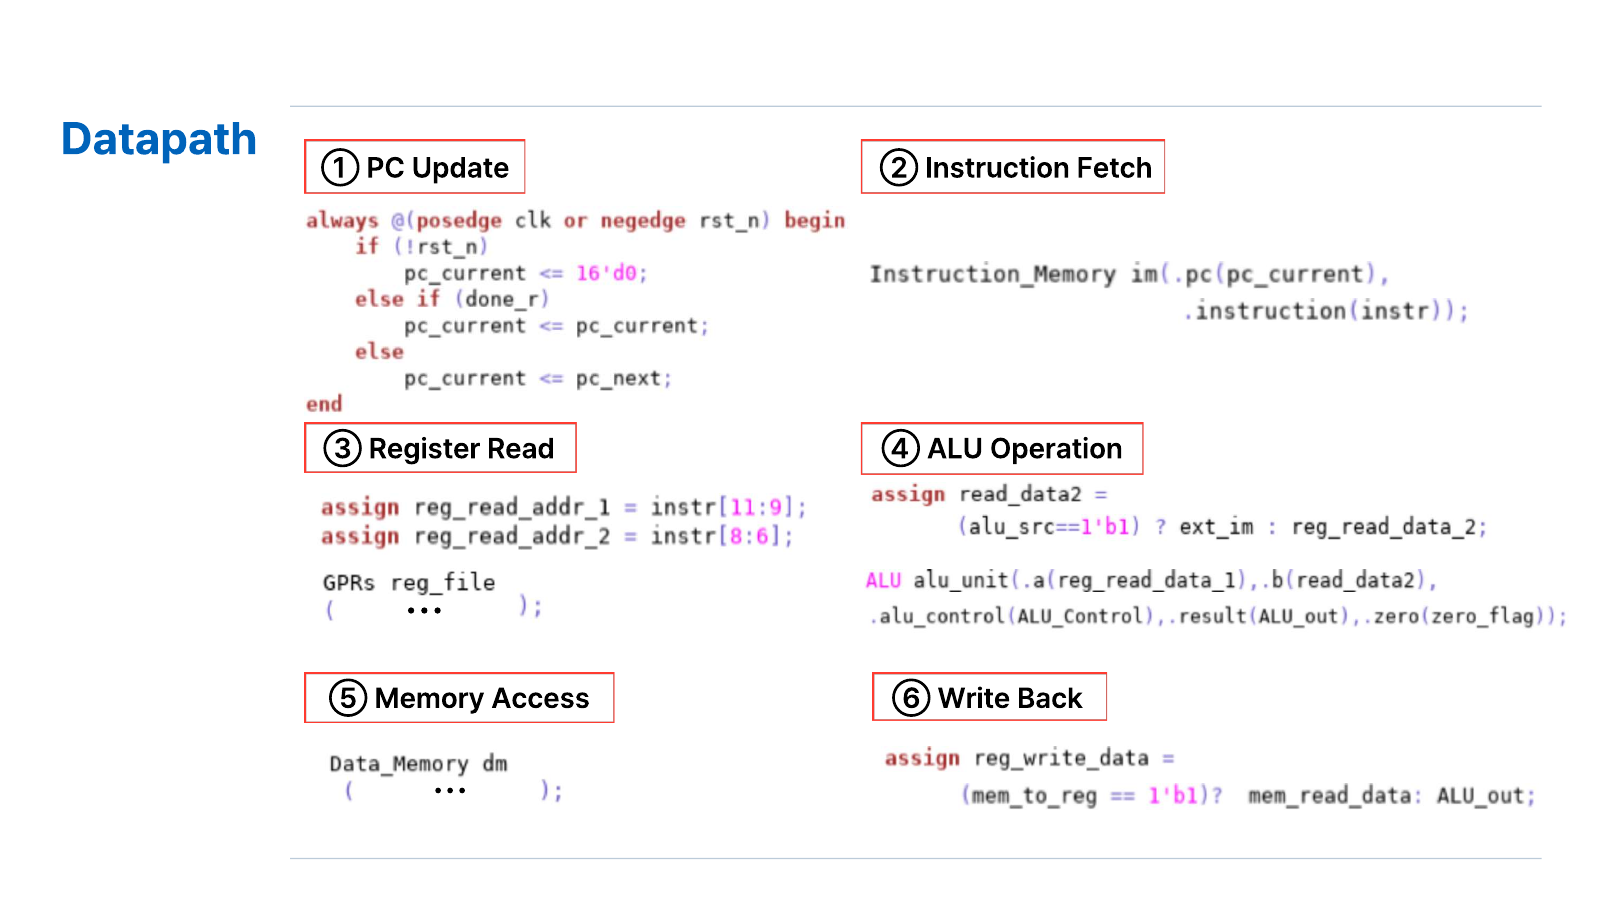 Datapath
① PC Update
always @(posedge clk or negedge rst_n) begin
    if (!rst_n)
        pc_current <= 16'd0;
    else if (done_r)
        pc_current <= pc_current;
    else
        pc_current <= pc_next;
end
② Instruction Fetch
Instruction_Memory im(.pc(pc_current),
.instruction(instr));
③ Register Read
assign reg_read_addr_1 = instr[11:9];
assign reg_read_addr_2 = instr[8:6];
GPRs reg_file
( ... );
④ ALU Operation
assign read_data2 =
(alu_src==1'b1) ? ext_im : reg_read_data_2;
ALU alu_unit(.a(reg_read_data_1),.b(read_data2),
.alu_control(ALU_Control),.result(ALU_out),.zero(zero_flag));
⑤ Memory Access
Data_Memory dm
( ... );
⑥ Write Back
assign reg_write_data =
(mem_to_reg == 1'b1)? mem_read_data: ALU_out;